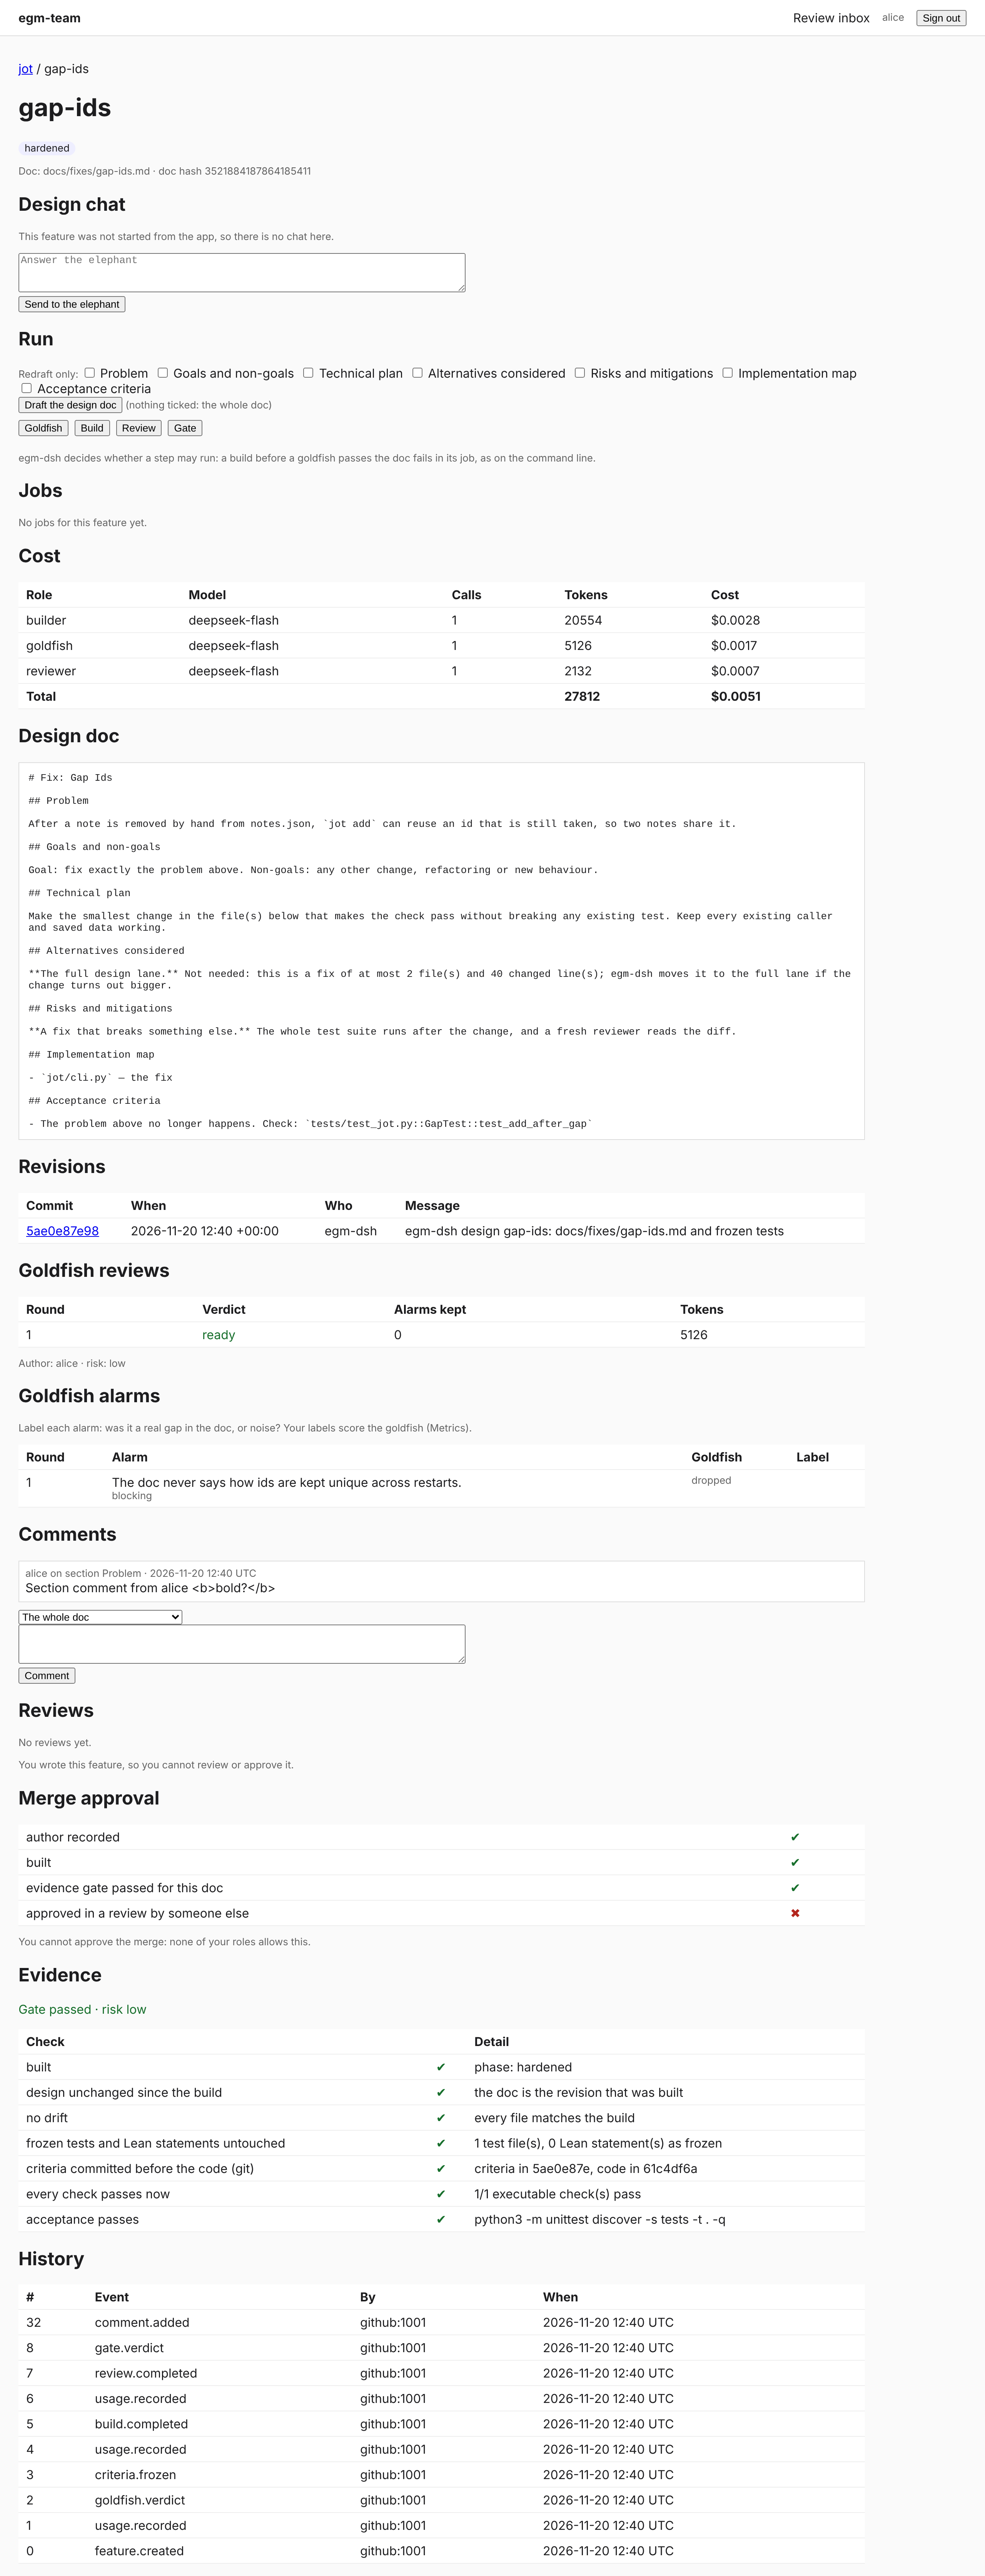 egm-team Review inbox alice Sign out
jot / gap-ids
gap-ids
hardened
Doc: docs/fixes/gap-ids.md · doc hash 3521884187864185411
Design chat
This feature was not started from the app, so there is no chat here.
Answer the elephant
Send to the elephant
Run
Redraft only: Problem Goals and non-goals Technical plan Alternatives considered Risks and mitigations Implementation map
Acceptance criteria
Draft the design doc (nothing ticked: the whole doc)
Goldfish Build Review Gate
egm-dsh decides whether a step may run: a build before a goldfish passes the doc fails in its job, as on the command line.
Jobs
No jobs for this feature yet.
Cost
Role Model Calls Tokens Cost
builder deepseek-flash 1 20554 $0.0028
goldfish deepseek-flash 1 5126 $0.0017
reviewer deepseek-flash 1 2132 $0.0007
Total 27812 $0.0051
Design doc
# Fix: Gap Ids
## Problem
After a note is removed by hand from notes.json, `jot add` can reuse an id that is still taken, so two notes share it.
## Goals and non-goals
Goal: fix exactly the problem above. Non-goals: any other change, refactoring or new behaviour.
## Technical plan
Make the smallest change in the file(s) below that makes the check pass without breaking any existing test. Keep every existing caller
and saved data working.
## Alternatives considered
**The full design lane.** Not needed: this is a fix of at most 2 file(s) and 40 changed line(s); egm-dsh moves it to the full lane if the
change turns out bigger.
## Risks and mitigations
**A fix that breaks something else.** The whole test suite runs after the change, and a fresh reviewer reads the diff.
## Implementation map
- `jot/cli.py` — the fix
## Acceptance criteria
- The problem above no longer happens. Check: `tests/test_jot.py::GapTest::test_add_after_gap`
Revisions
Commit When Who Message
5ae0e87e98 2026-11-20 12:40 +00:00 egm-dsh egm-dsh design gap-ids: docs/fixes/gap-ids.md and frozen tests
Goldfish reviews
Round Verdict Alarms kept Tokens
1 ready 0 5126
Author: alice · risk: low
Goldfish alarms
Label each alarm: was it a real gap in the doc, or noise? Your labels score the goldfish (Metrics).
Round Alarm Goldfish Label
1 The doc never says how ids are kept unique across restarts. dropped
blocking
Comments
alice on section Problem · 2026-11-20 12:40 UTC
Section comment from alice <b>bold?</b>
The whole doc
Comment
Reviews
No reviews yet.
You wrote this feature, so you cannot review or approve it.
Merge approval
author recorded ✔
built ✔
evidence gate passed for this doc ✔
approved in a review by someone else ✖
You cannot approve the merge: none of your roles allows this.
Evidence
Gate passed · risk low
Check Detail
built ✔ phase: hardened
design unchanged since the build ✔ the doc is the revision that was built
no drift ✔ every file matches the build
frozen tests and Lean statements untouched ✔ 1 test file(s), 0 Lean statement(s) as frozen
criteria committed before the code (git) ✔ criteria in 5ae0e87e, code in 61c4df6a
every check passes now ✔ 1/1 executable check(s) pass
acceptance passes ✔ python3 -m unittest discover -s tests -t . -q
History
# Event By When
32 comment.added github:1001 2026-11-20 12:40 UTC
8 gate.verdict github:1001 2026-11-20 12:40 UTC
7 review.completed github:1001 2026-11-20 12:40 UTC
6 usage.recorded github:1001 2026-11-20 12:40 UTC
5 build.completed github:1001 2026-11-20 12:40 UTC
4 usage.recorded github:1001 2026-11-20 12:40 UTC
3 criteria.frozen github:1001 2026-11-20 12:40 UTC
2 goldfish.verdict github:1001 2026-11-20 12:40 UTC
1 usage.recorded github:1001 2026-11-20 12:40 UTC
0 feature.created github:1001 2026-11-20 12:40 UTC